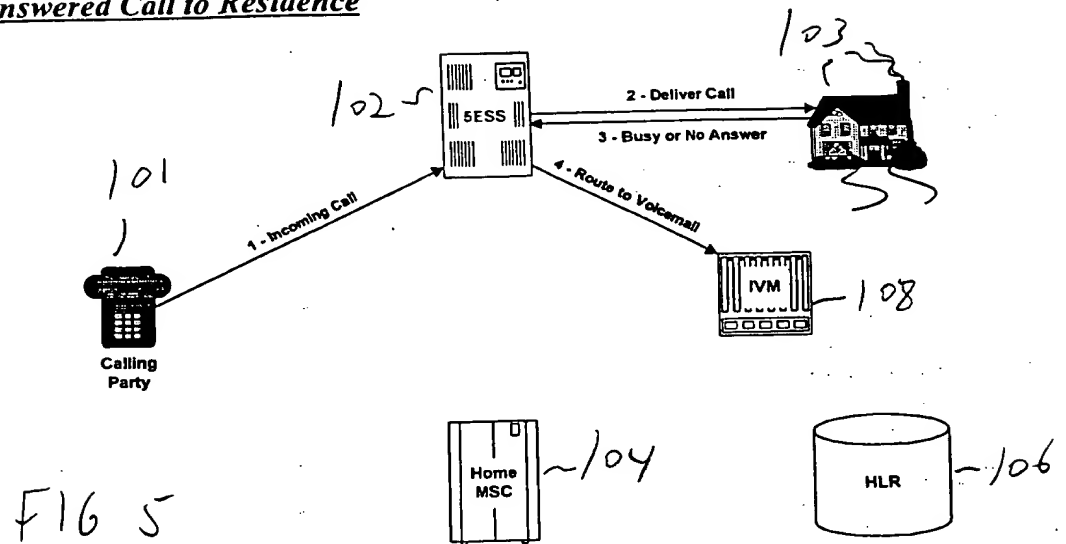 nswered Call to Residence
103
102
5ESS
2 - Deliver Call
3 - Busy or No Answer
101
1 - Incoming Call
4 - Route to Voicemail
IVM
108
Calling
Party
Home
MSC
104
HLR
106
FIG 5